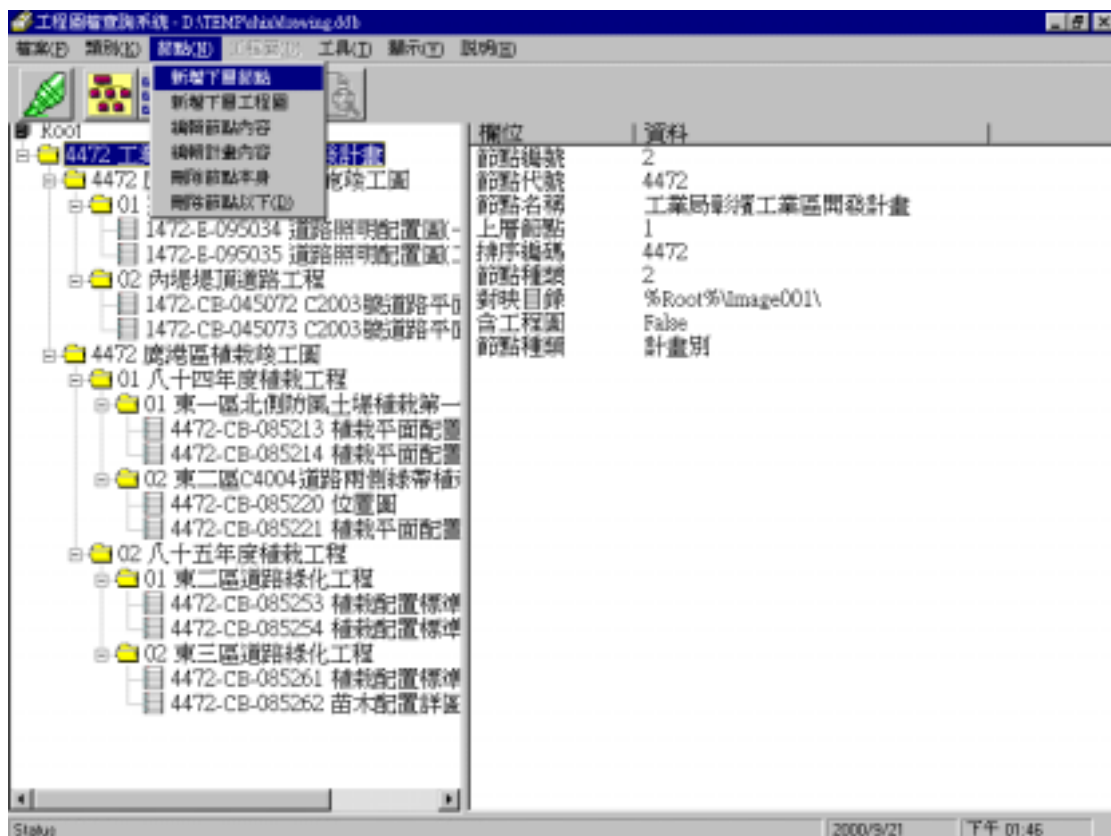 工程圖檔查詢系統 - D:\TEMP\chin\drawing.ddb
檔案(F) 類別(K) 節點(N) 工具(T) 顯示(V) 說明(H)
新增下層節點
新增下層工程圖
編輯節點內容
編輯計畫內容
刪除節點本身
刪除節點以下(D)
Root
4472 工業 發計畫
4472 施竣工圖
01
1472-E-095034 道路照明配置圖(一
1472-E-095035 道路照明配置圖(二
02 內堤堤頂道路工程
1472-CB-045072 C2003號道路平面
1472-CB-045073 C2003號道路平面
4472 鹿港區植栽竣工圖
01 八十四年度植栽工程
01 東一區北側防風土堤植栽第一
4472-CB-085213 植栽平面配置
4472-CB-085214 植栽平面配置
02 東二區C4004道路兩側綠帶植栽
4472-CB-085220 位置圖
4472-CB-085221 植栽平面配置
02 八十五年度植栽工程
01 東二區道路綠化工程
4472-CB-085253 植栽配置標準
4472-CB-085254 植栽配置標準
02 東三區道路綠化工程
4472-CB-085261 植栽配置標準
4472-CB-085262 苗木配置詳圖
欄位 資料
節點編號 2
節點代號 4472
節點名稱 工業局彰濱工業區開發計畫
上層節點 1
排序編碼 4472
節點種類 2
對映目錄 %Root%\Image001\
含工程圖 False
節點種類 計畫別
Status 2000/9/21 下午 01:46